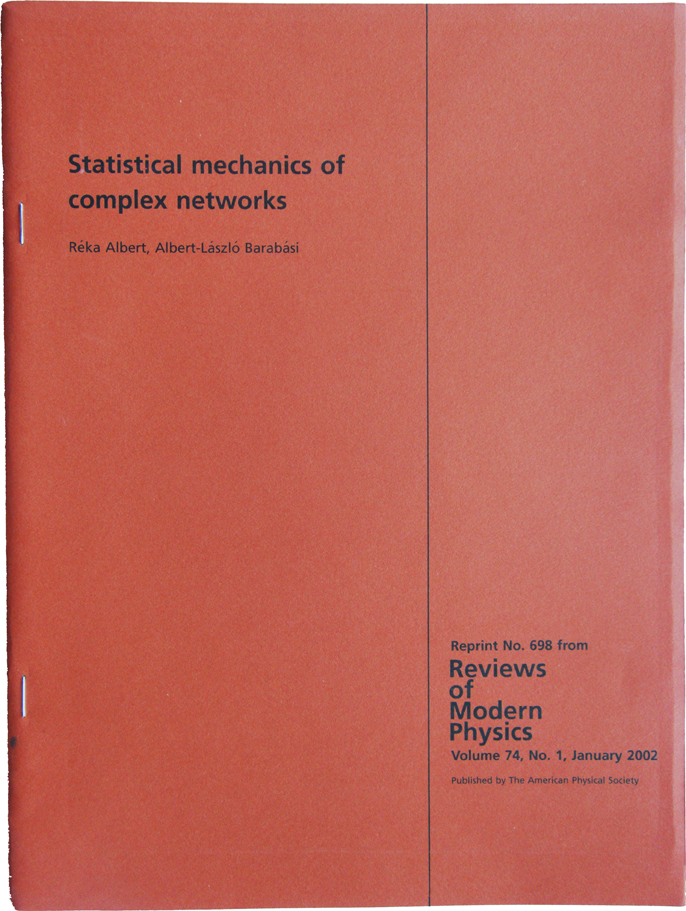 Statistical mechanics of
complex networks
Réka Albert, Albert-László Barabási
Reprint No. 698 from
Reviews
of
Modern
Physics
Volume 74, No. 1, January 2002
Published by The American Physical Society